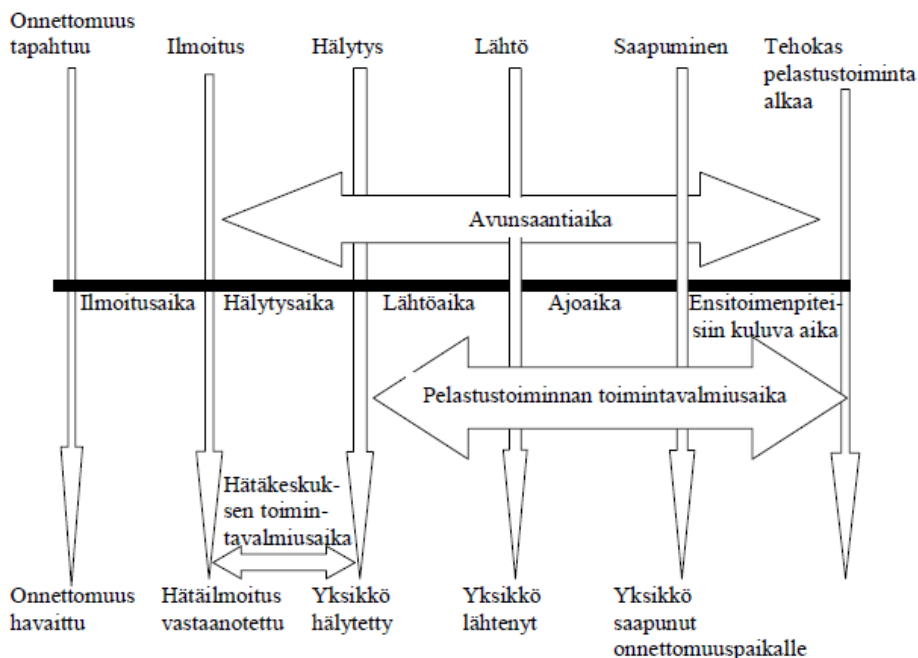 Onnettomuus
tapahtuu
Ilmoitus
Hälytys
Lähtö
Saapuminen
Tehokas
pelastustoiminta
alkaa
Avunsaantiaika
Ilmoitusaika
Hälytysaika
Lähtöaika
Ajoaika
Ensitoimenpitei-
siin kuluva aika
Pelastustoiminnan toimintavalmiusaika
Hätäkeskuk-
sen toimin-
tavalmiusaika
Onnettomuus
havaittu
Hätäilmoitus
vastaanotettu
Yksikkö
hälytetty
Yksikkö
lähtenyt
Yksikkö
saapunut
onnettomuuspaikalle